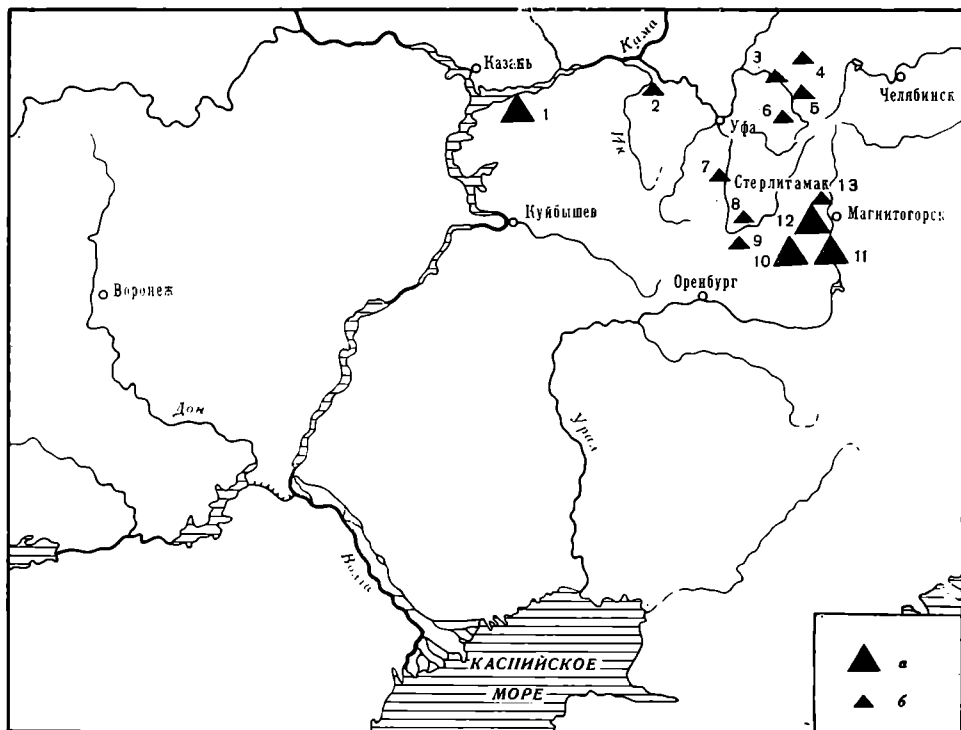 Казань
Кама
Челябинск
Уфа
Ик
Стерлитамак
Магнитогорск
Куйбышев
Оренбург
Воронеж
Дон
Урал
Волга
КАСПИЙСКОЕ
МОРЕ
1
2
3
4
5
6
7
8
9
10
11
12
13
а
б